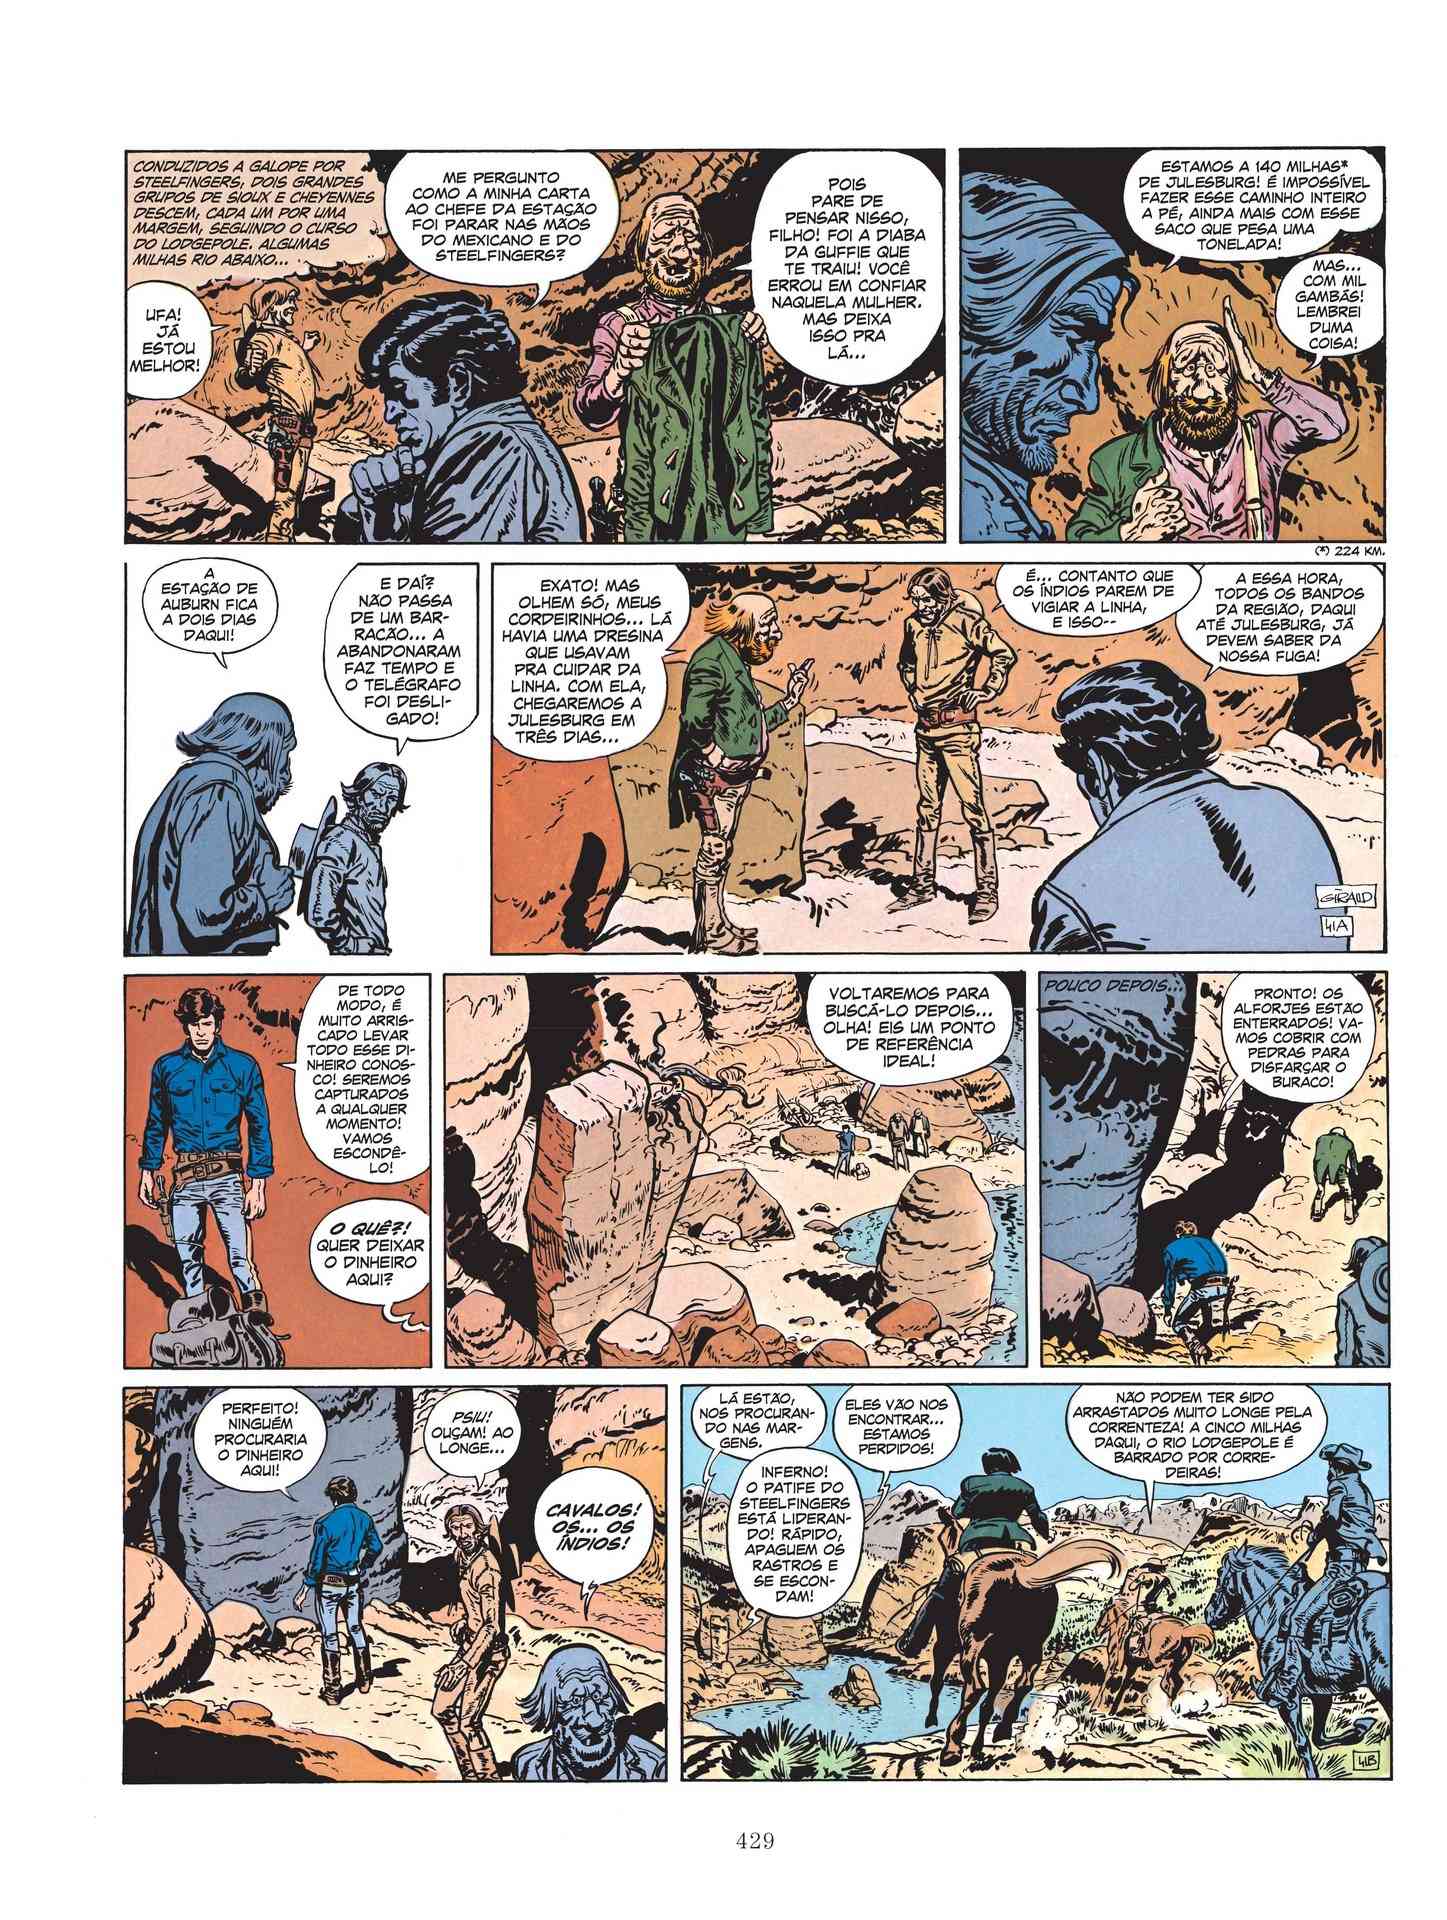 CONDUZIDOS A GALOPE POR
STEELFINGERS, DOIS GRANDES
GRUPOS DE SIOUX E CHEYENNES
DESCEM, CADA UM POR UMA
MARGEM, SEGUINDO O CURSO
DO LODGEPOLE. ALGUMAS
MILHAS RIO ABAIXO...
UFA!
JÁ
ESTOU
MELHOR!
ME PERGUNTO
COMO A MINHA CARTA
AO CHEFE DA ESTAÇÃO
FOI PARAR NAS MÃOS
DO MEXICANO E DO
STEELFINGERS?
POIS
PARE DE
PENSAR NISSO,
FILHO! FOI A DIABA
DA GUFFIE QUE
TE TRAIU! VOCÊ
ERROU EM CONFIAR
NAQUELA MULHER.
MAS DEIXA
ISSO PRA
LÁ...
ESTAMOS A 140 MILHAS*
DE JULESBURG! É IMPOSSÍVEL
FAZER ESSE CAMINHO INTEIRO
A PÉ, AINDA MAIS COM ESSE
SACO QUE PESA UMA
TONELADA!
MAS...
COM MIL
GAMBÁS!
LEMBREI
DUMA
COISA!
(*) 224 KM.
A
ESTAÇÃO DE
AUBURN FICA
A DOIS DIAS
DAQUI!
E DAÍ?
NÃO PASSA
DE UM BAR-
RACÃO... A
ABANDONARAM
FAZ TEMPO E
O TELÉGRAFO
FOI DESLI-
GADO!
EXATO! MAS
OLHEM SÓ, MEUS
CORDEIRINHOS... LÁ
HAVIA UMA DRESINA
QUE USAVAM
PRA CUIDAR DA
LINHA. COM ELA,
CHEGAREMOS A
JULESBURG EM
TRÊS DIAS...
É... CONTANTO QUE
OS ÍNDIOS PAREM DE
VIGIAR A LINHA,
E ISSO--
A ESSA HORA,
TODOS OS BANDOS
DA REGIÃO, DAQUI
ATÉ JULESBURG, JÁ
DEVEM SABER DA
NOSSA FUGA!
GIRAUD
41A
DE TODO
MODO, É
MUITO ARRIS-
CADO LEVAR
TODO ESSE DI-
NHEIRO CONOS-
CO! SEREMOS
CAPTURADOS
A QUALQUER
MOMENTO!
VAMOS
ESCONDÊ-
LO!
O QUÊ?!
QUER DEIXAR
O DINHEIRO
AQUI?
VOLTAREMOS PARA
BUSCÁ-LO DEPOIS...
OLHA! EIS UM PONTO
DE REFERÊNCIA
IDEAL!
POUCO DEPOIS...
PRONTO! OS
ALFORJES ESTÃO
ENTERRADOS! VA-
MOS COBRIR COM
PEDRAS PARA
DISFARÇAR O
BURACO!
PERFEITO!
NINGUÉM
PROCURARIA
O DINHEIRO
AQUI!
PSIU!
OUÇAM! AO
LONGE...
CAVALOS!
OS... OS
ÍNDIOS!
LÁ ESTÃO,
NOS PROCURAN-
DO NAS MAR-
GENS.
ELES VÃO NOS
ENCONTRAR...
ESTAMOS
PERDIDOS!
INFERNO!
O PATIFE DO
STEELFINGERS
ESTÁ LIDERAN-
DO! RÁPIDO,
APAGUEM OS
RASTROS E
SE ESCON-
DAM!
NÃO PODEM TER SIDO
ARRASTADOS MUITO LONGE PELA
CORRENTEZA! A CINCO MILHAS
DAQUI, O RIO LODGEPOLE É
BARRADO POR CORRE-
DEIRAS!
41B
429